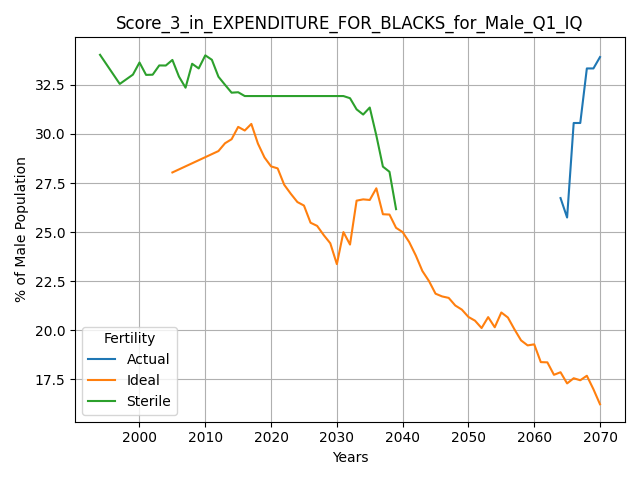 Score_3_in_EXPENDITURE_FOR_BLACKS_for_Male_Q1_IQ
% of Male Population
32.5
30.0
27.5
25.0
22.5
20.0
17.5
Fertility
Actual
Ideal
Sterile
2000 2010 2020 2030 2040 2050 2060 2070
Years